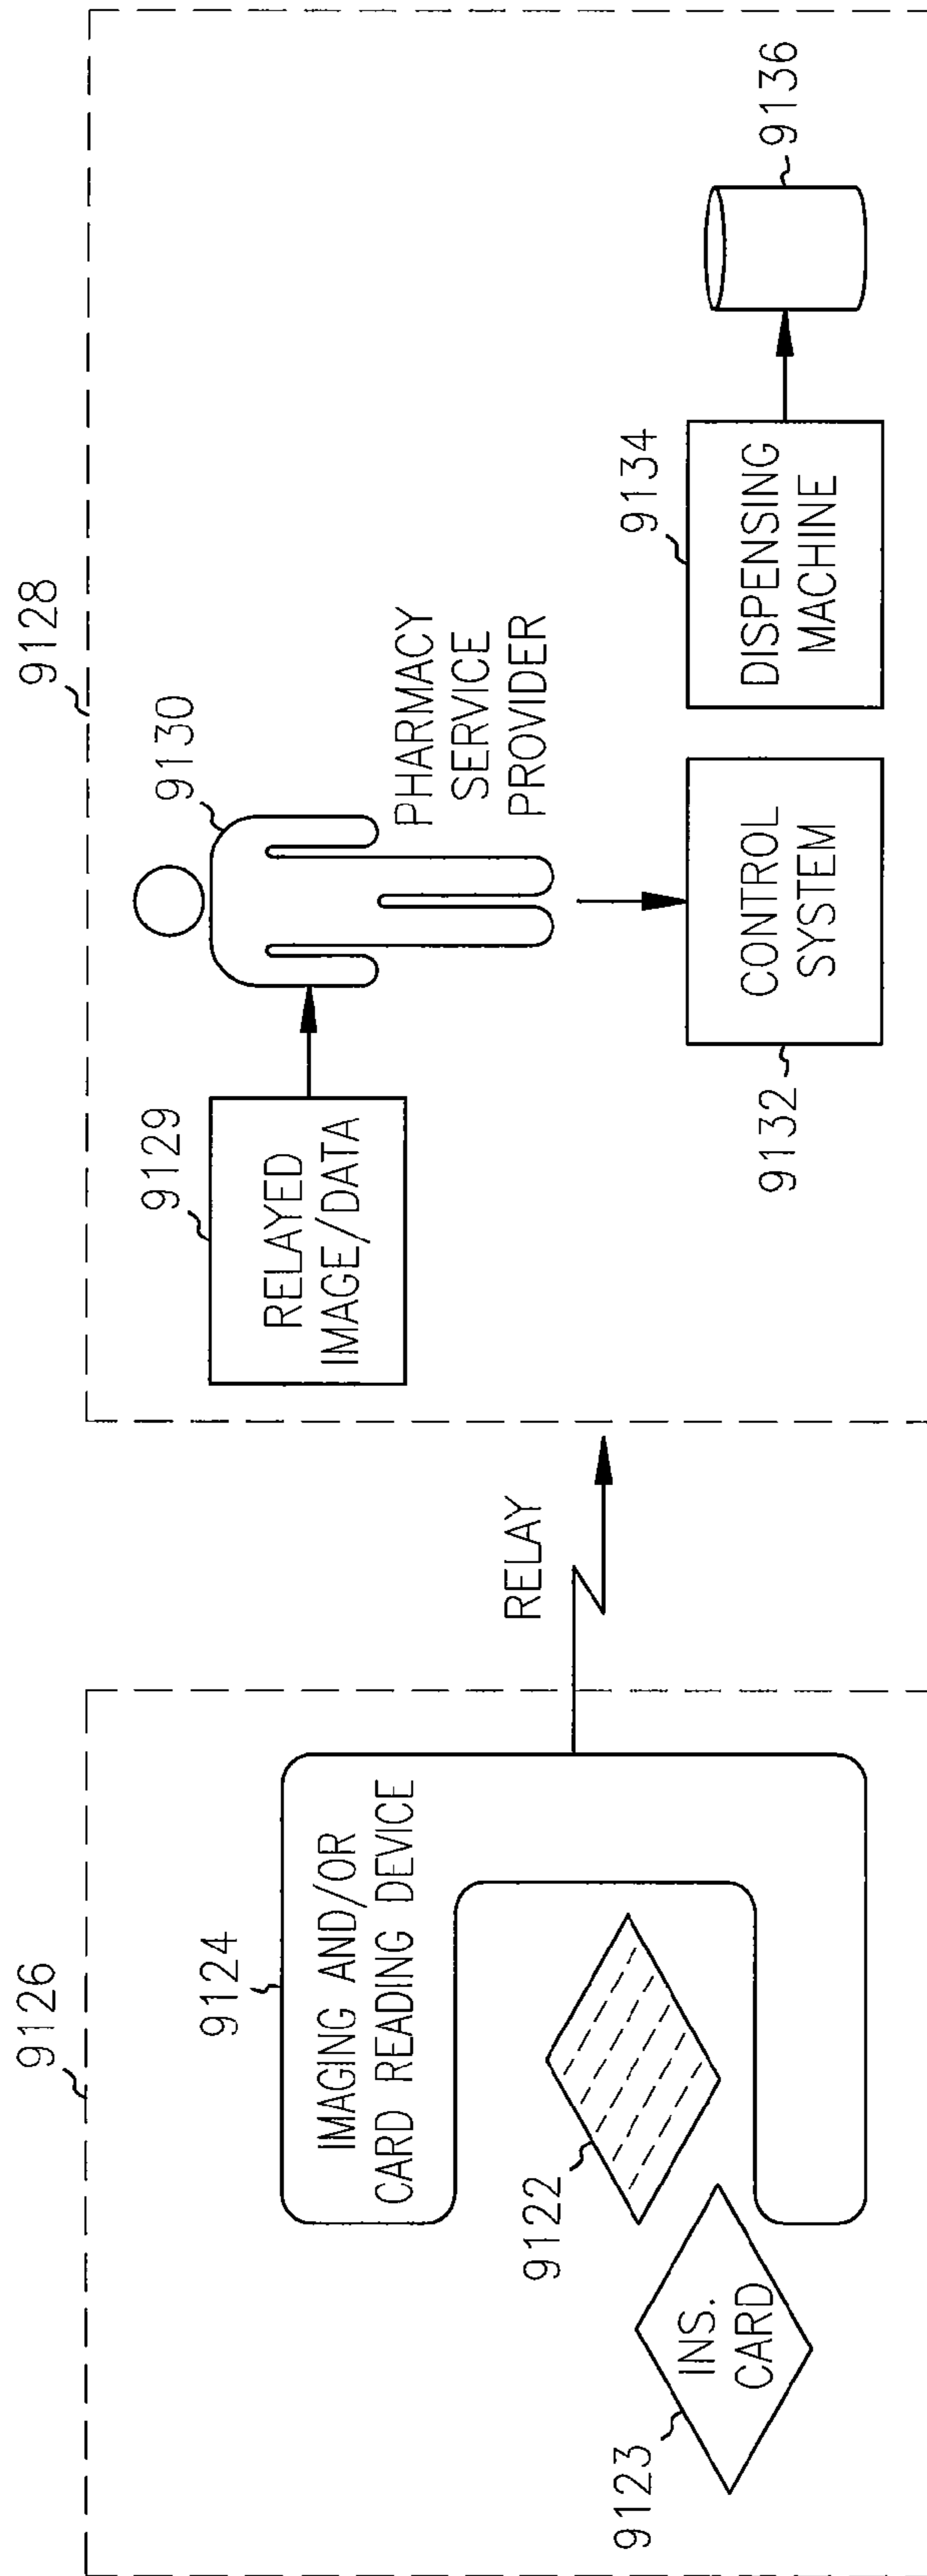 9126
9124
IMAGING AND/OR
CARD READING DEVICE
9122
INS.
CARD
9123
RELAY
9128
9129
RELAYED
IMAGE/DATA
9130
PHARMACY
SERVICE
PROVIDER
CONTROL
SYSTEM
9132
9134
DISPENSING
MACHINE
9136